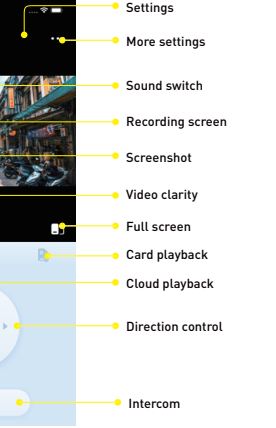 Settings
More settings
Sound switch
Recording screen
Screenshot
Video clarity
Full screen
Card playback
Cloud playback
Direction control
Intercom